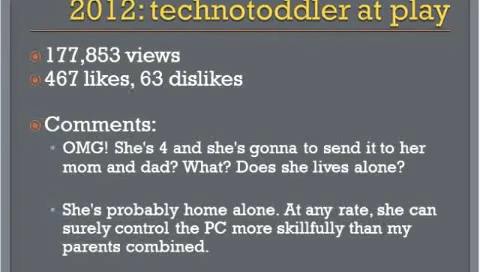 2012: technotoddler at play
177,853 views
467 likes, 63 dislikes
Comments:
OMG! She's 4 and she's gonna to send it to her
mom and dad? What? Does she lives alone?
She's probably home alone. At any rate, she can
surely control the PC more skillfully than my
parents combined.